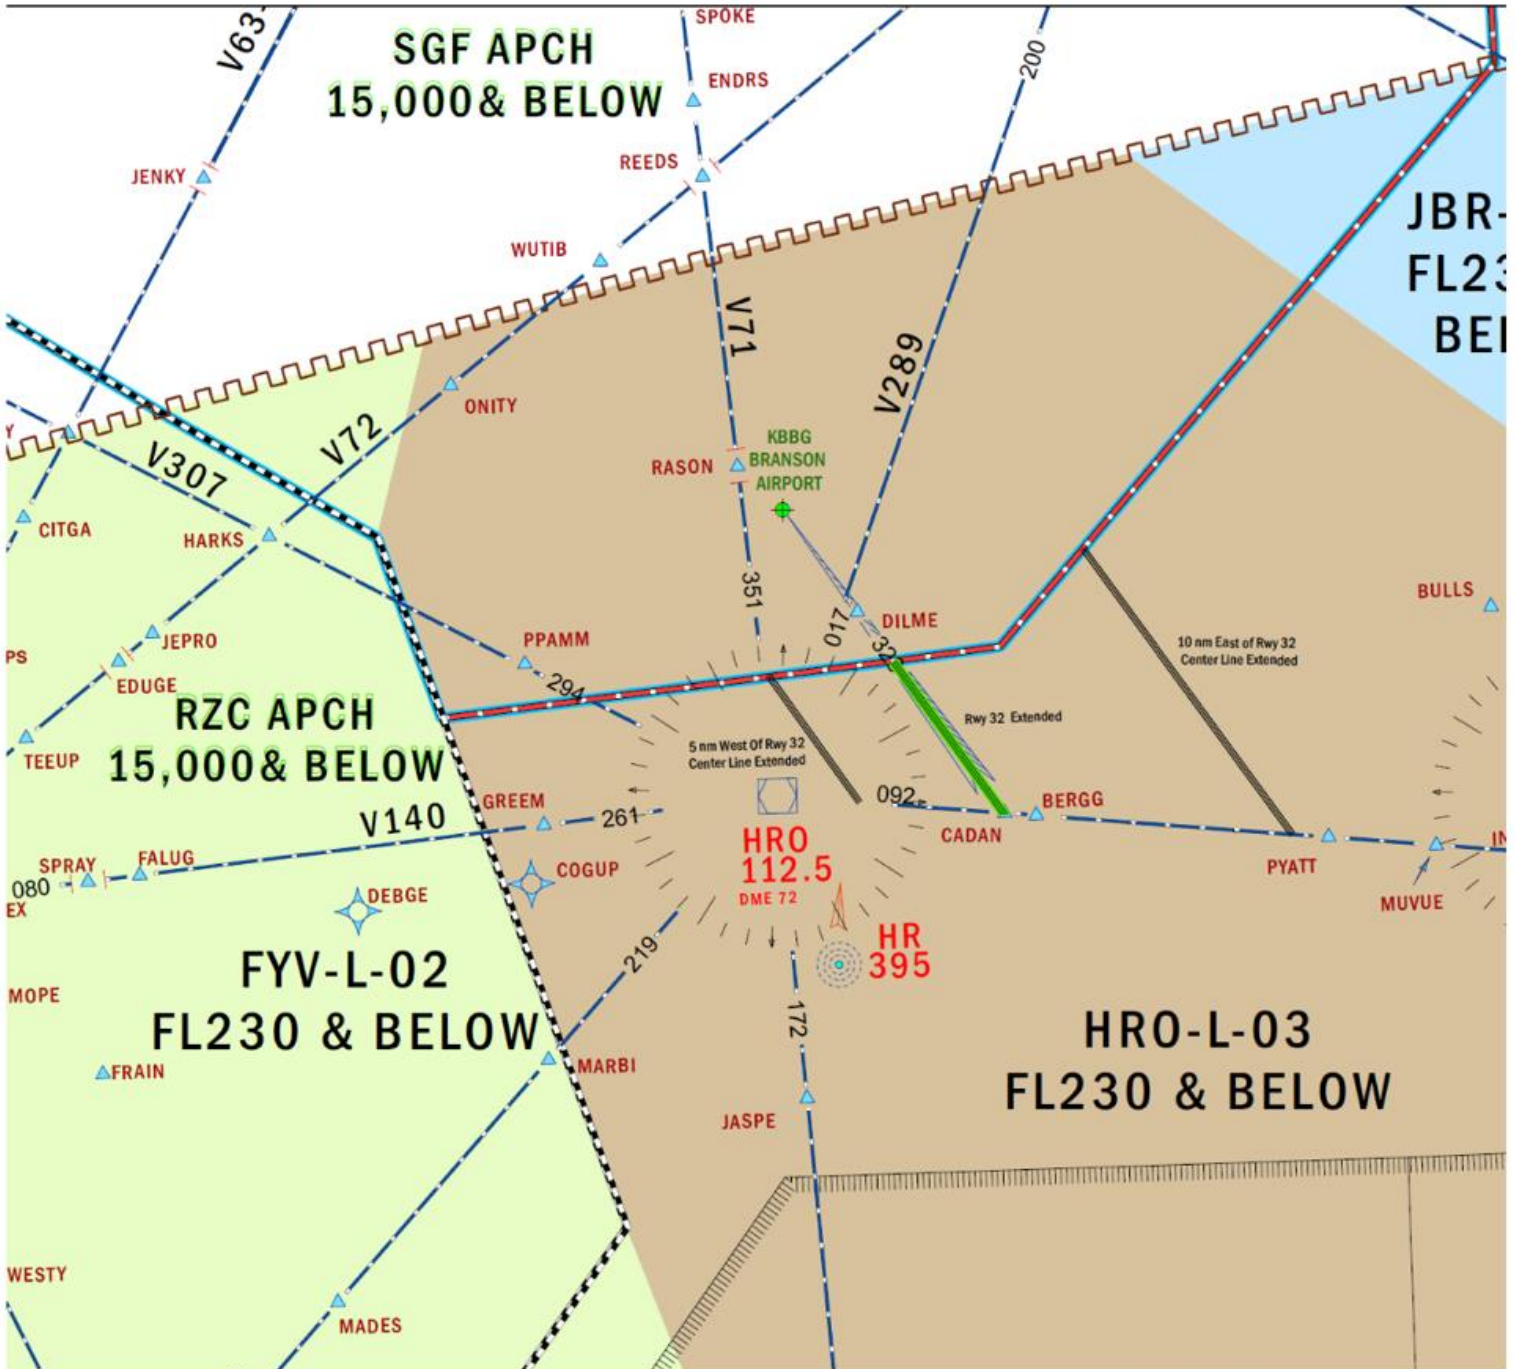 SPOKE
V63-
SGF APCH
15,000& BELOW
ENDRS
200
REEDS
JENKY
WUTIB
JBR-
FL23
BEL
V71
V289
ONITY
V72
Y
V307
KBBG
BRANSON
AIRPORT
RASON
CITGA
HARKS
351
BULLS
017
DILME
32
JEPRO
PPAMM
10 nm East of Rwy 32
Center Line Extended
PS
EDUGE
294
RZC APCH
15,000& BELOW
TEEUP
Rwy 32 Extended
5 nm West Of Rwy 32
Center Line Extended
GREEM
092
BERGG
V140
261
CADAN
HRO
112.5
DME 72
SPRAY
FALUG
080
EX
DEBGE
COGUP
PYATT
IN
MUVUE
HR
395
219
FYV-L-02
FL230 & BELOW
MOPE
172
HRO-L-03
FL230 & BELOW
FRAIN
MARBI
JASPE
WESTY
MADES